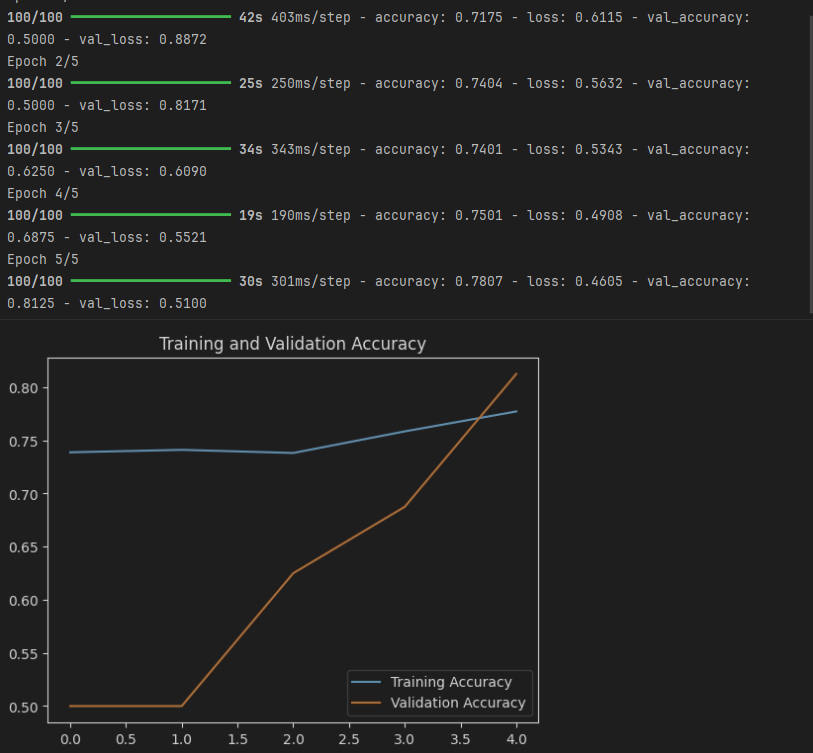 100/100 ━━━━━━━━━━━━━━━━━━━━ 42s 403ms/step - accuracy: 0.7175 - loss: 0.6115 - val_accuracy:
0.5000 - val_loss: 0.8872
Epoch 2/5
100/100 ━━━━━━━━━━━━━━━━━━━━ 25s 250ms/step - accuracy: 0.7404 - loss: 0.5632 - val_accuracy:
0.5000 - val_loss: 0.8171
Epoch 3/5
100/100 ━━━━━━━━━━━━━━━━━━━━ 34s 343ms/step - accuracy: 0.7401 - loss: 0.5343 - val_accuracy:
0.6250 - val_loss: 0.6090
Epoch 4/5
100/100 ━━━━━━━━━━━━━━━━━━━━ 19s 190ms/step - accuracy: 0.7501 - loss: 0.4908 - val_accuracy:
0.6875 - val_loss: 0.5521
Epoch 5/5
100/100 ━━━━━━━━━━━━━━━━━━━━ 30s 301ms/step - accuracy: 0.7807 - loss: 0.4605 - val_accuracy:
0.8125 - val_loss: 0.5100
Training and Validation Accuracy
0.80
0.75
0.70
0.65
0.60
0.55
0.50
Training Accuracy
Validation Accuracy
0.0 0.5 1.0 1.5 2.0 2.5 3.0 3.5 4.0